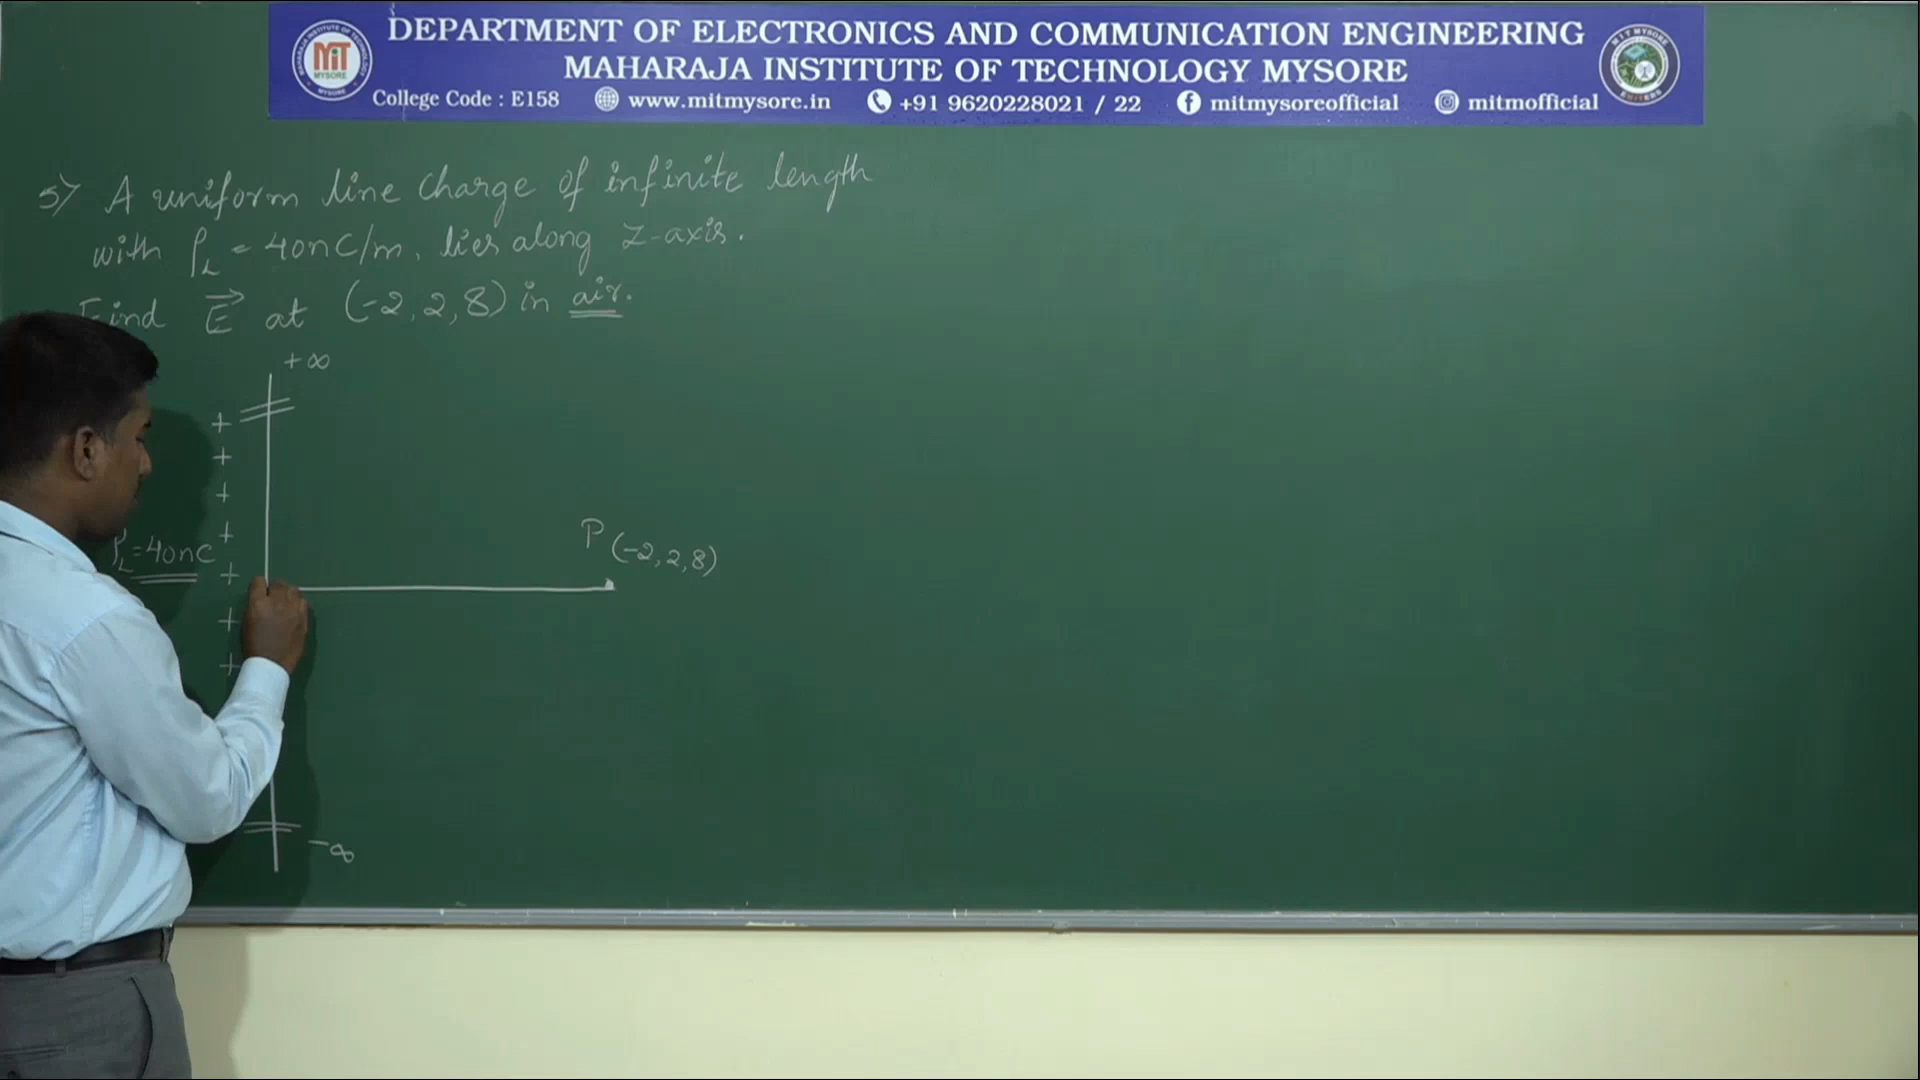 DEPARTMENT OF ELECTRONICS AND COMMUNICATION ENGINEERING
MAHARAJA INSTITUTE OF TECHNOLOGY MYSORE
College Code : E158 www.mitmysore.in +91 9620228021 / 22 mitmysoreofficial mitmofficial
MIT
MYSORE
5) A uniform line charge of infinite length
with ρL = 40nC/m, lies along Z-axis.
Find E⃗ at (-2,2,8) in air.
+∞
+
+
+
+
ρL=40nC
+
+
+
P (-2,2,8)
-∞